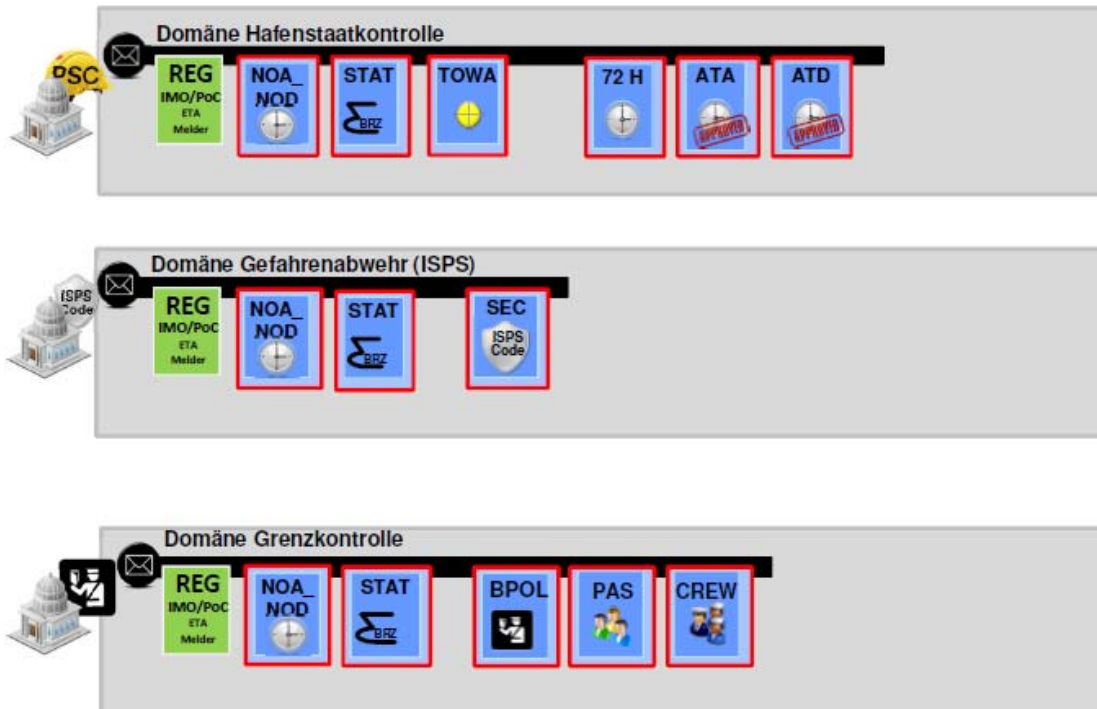 Domäne Hafenstaatkontrolle
PSC
REG
IMO/PoC
ETA
Melder
NOA_
NOD
STAT
BRZ
TOWA
72 H
ATA
APPROVED
ATD
APPROVED
Domäne Gefahrenabwehr (ISPS)
ISPS
Code
REG
IMO/PoC
ETA
Melder
NOA_
NOD
STAT
BRZ
SEC
ISPS
Code
Domäne Grenzkontrolle
REG
IMO/PoC
ETA
Melder
NOA_
NOD
STAT
BRZ
BPOL
PAS
CREW